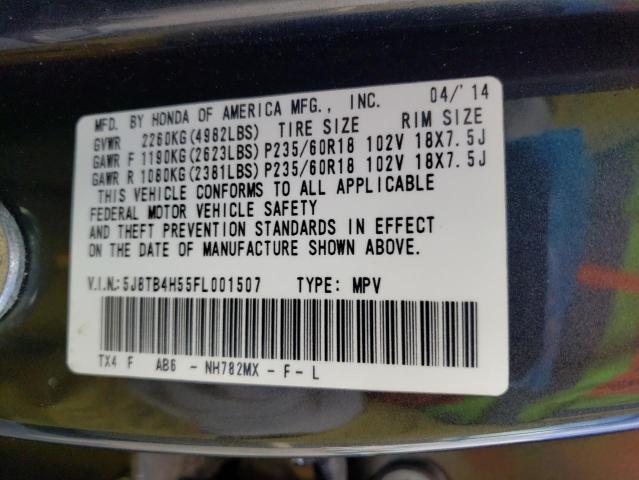 MFD. BY HONDA OF AMERICA MFG., INC. 04/'14
GVWR 2260KG(4982LBS) TIRE SIZE RIM SIZE
GAWR F 1190KG(2623LBS) P235/60R18 102V 18X7.5J
GAWR R 1080KG(2381LBS) P235/60R18 102V 18X7.5J
THIS VEHICLE CONFORMS TO ALL APPLICABLE
FEDERAL MOTOR VEHICLE SAFETY
AND THEFT PREVENTION STANDARDS IN EFFECT
ON THE DATE OF MANUFACTURE SHOWN ABOVE.
V.I.N.:5J8TB4H55FL001507 TYPE: MPV
TX4 F AB6 - NH782MX - F - L